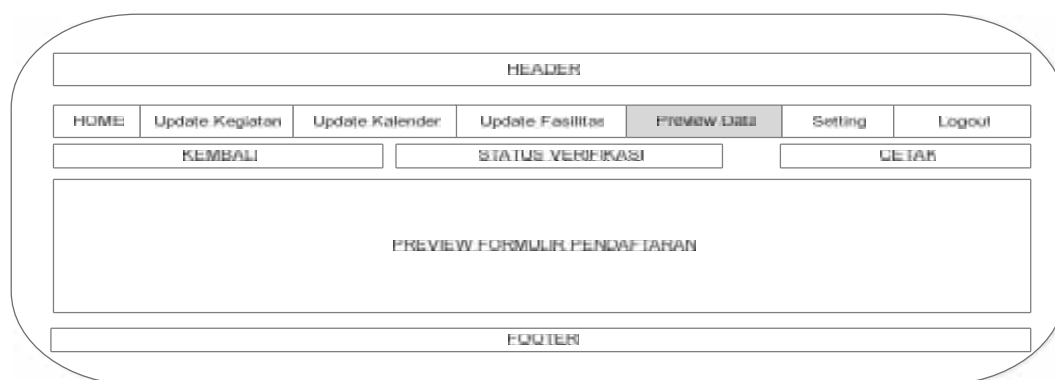 HEADER
HOME Update Kegiatan Update Kalender Update Fasilitas Preview Data Setting Logout
KEMBALI STATUS VERIFIKASI CETAK
PREVIEW FORMULIR PENDAFTARAN
FOOTER